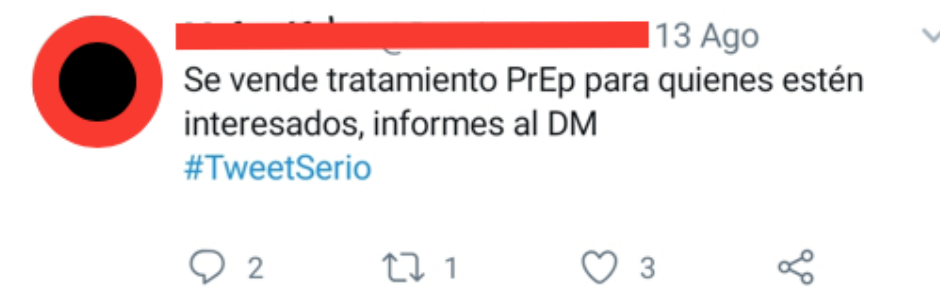 13 Ago
Se vende tratamiento PrEp para quienes estén
interesados, informes al DM
#TweetSerio
2 1 3